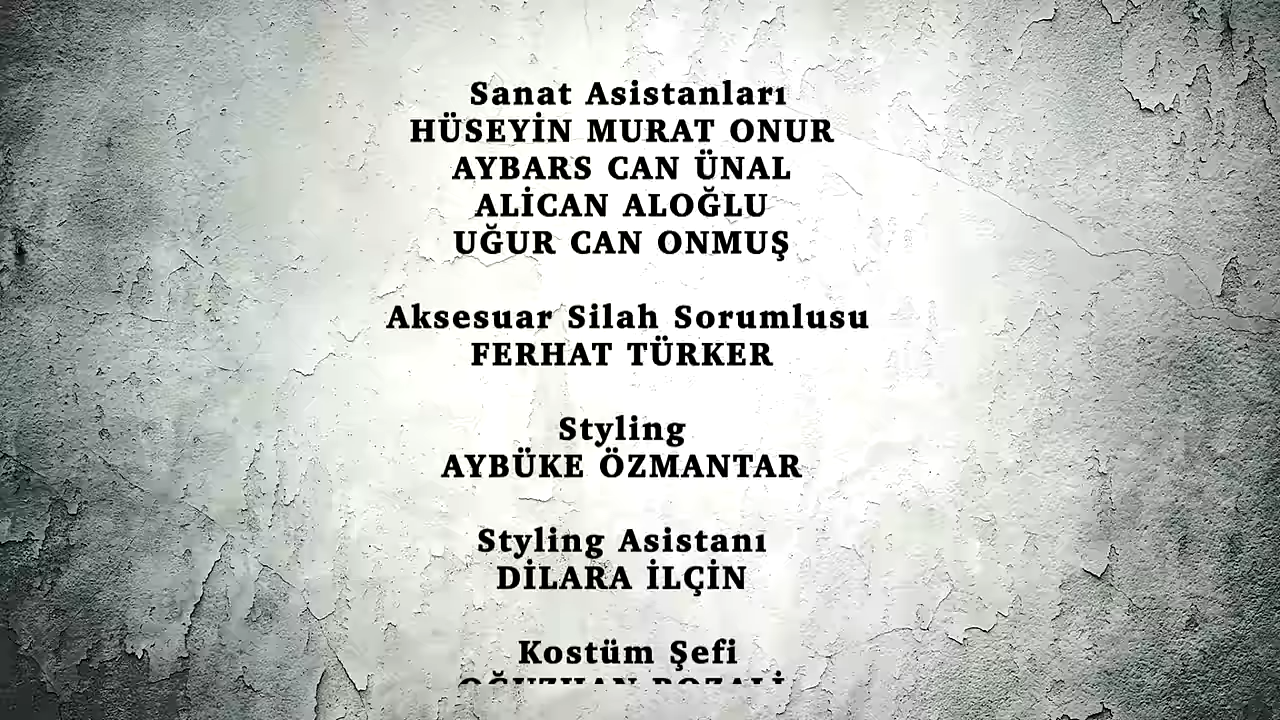 Sanat Asistanları
HÜSEYİN MURAT ONUR
AYBARS CAN ÜNAL
ALİCAN ALOĞLU
UĞUR CAN ONMUŞ
Aksesuar Silah Sorumlusu
FERHAT TÜRKER
Styling
AYBÜKE ÖZMANTAR
Styling Asistanı
DİLARA İLÇİN
Kostüm Şefi